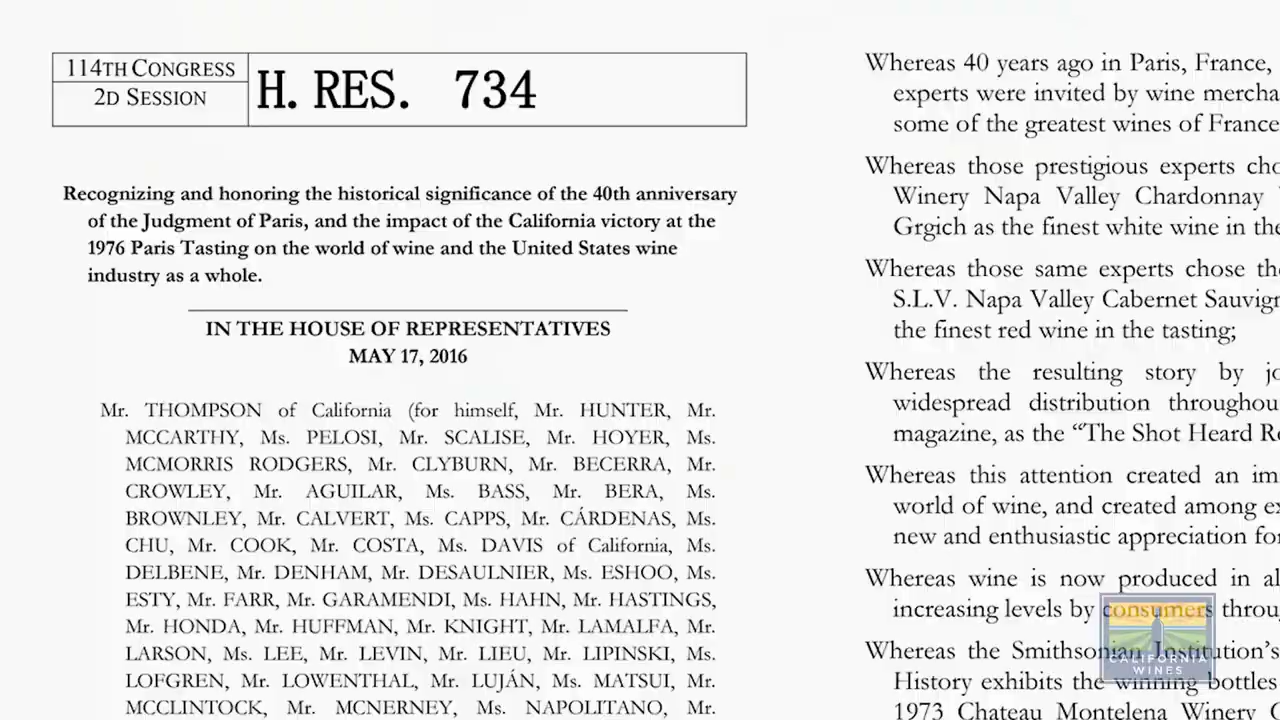 114TH CONGRESS
2D SESSION
H. RES. 734
Recognizing and honoring the historical significance of the 40th anniversary
of the Judgment of Paris, and the impact of the California victory at the
1976 Paris Tasting on the world of wine and the United States wine
industry as a whole.
IN THE HOUSE OF REPRESENTATIVES
MAY 17, 2016
Mr. THOMPSON of California (for himself, Mr. HUNTER, Mr.
MCCARTHY, Ms. PELOSI, Mr. SCALISE, Mr. HOYER, Ms.
MCMORRIS RODGERS, Mr. CLYBURN, Mr. BECERRA, Mr.
CROWLEY, Mr. AGUILAR, Ms. BASS, Mr. BERA, Ms.
BROWNLEY, Mr. CALVERT, Ms. CAPPS, Mr. CÁRDENAS, Ms.
CHU, Mr. COOK, Mr. COSTA, Ms. DAVIS of California, Ms.
DELBENE, Mr. DENHAM, Mr. DESAULNIER, Ms. ESHOO, Ms.
ESTY, Mr. FARR, Mr. GARAMENDI, Ms. HAHN, Mr. HASTINGS,
Mr. HONDA, Mr. HUFFMAN, Mr. KNIGHT, Mr. LAMALFA, Mr.
LARSON, Ms. LEE, Mr. LEVIN, Mr. LIEU, Mr. LIPINSKI, Ms.
LOFGREN, Mr. LOWENTHAL, Mr. LUJÁN, Ms. MATSUI, Mr.
MCCLINTOCK, Mr. MCNERNEY, Ms. NAPOLITANO, Mr.
Whereas 40 years ago in Paris, France,
experts were invited by wine mercha
some of the greatest wines of France
Whereas those prestigious experts cho
Winery Napa Valley Chardonnay
Grgich as the finest white wine in the
Whereas those same experts chose the
S.L.V. Napa Valley Cabernet Sauvign
the finest red wine in the tasting;
Whereas the resulting story by jo
widespread distribution throughou
magazine, as the “The Shot Heard Ro
Whereas this attention created an im
world of wine, and created among ex
new and enthusiastic appreciation for
Whereas wine is now produced in al
increasing levels by consumers throu
Whereas the Smithsonian Institution’s
History exhibits the winning bottles
1973 Chateau Montelena Winery C
CALIFORNIA
WINES